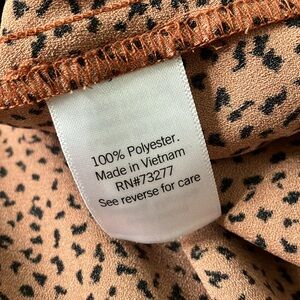 100% Polyester.
Made in Vietnam
RN#73277
See reverse for care